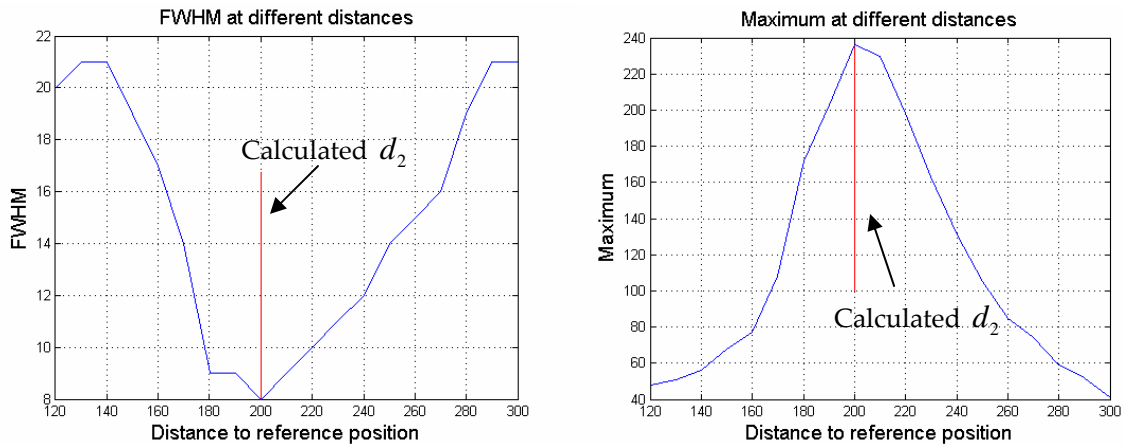 FWHM at different distances
22
20
18
16
14
12
10
8
FWHM
Calculated d₂
120 140 160 180 200 220 240 260 280 300
Distance to reference position
Maximum at different distances
240
220
200
180
160
140
120
100
80
60
40
Maximum
Calculated d₂
120 140 160 180 200 220 240 260 280 300
Distance to reference position